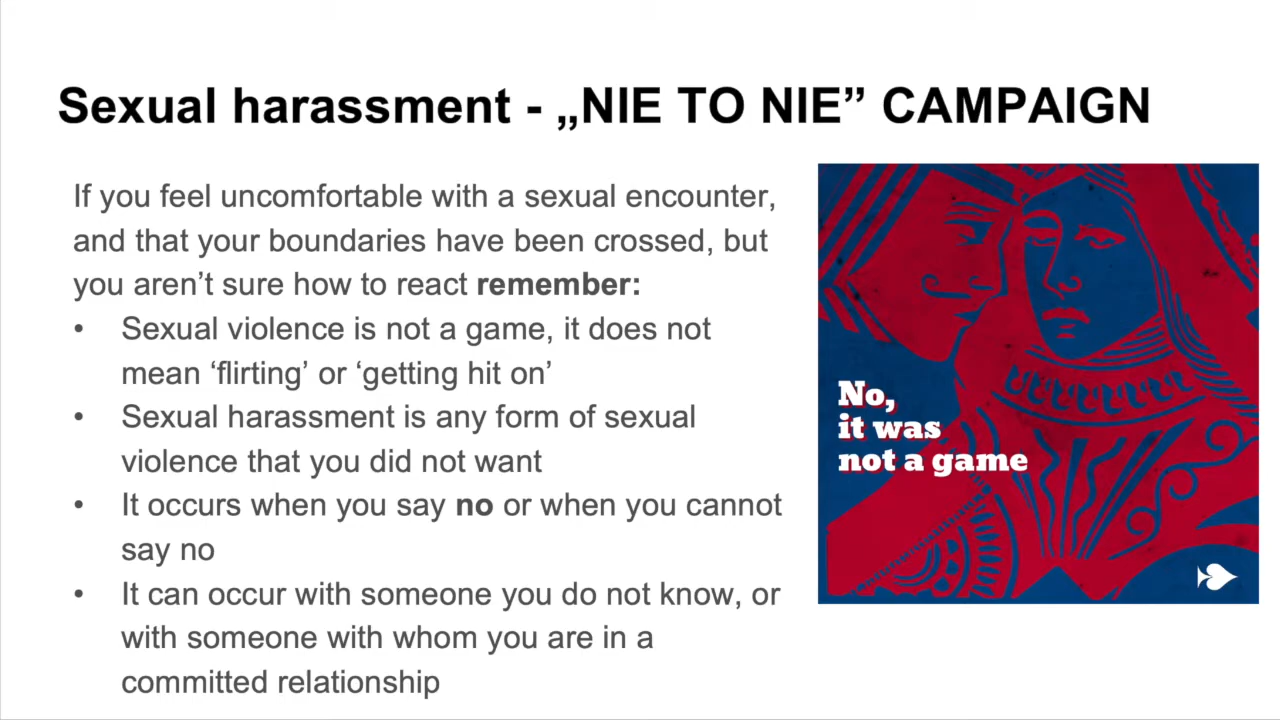 Sexual harassment - „NIE TO NIE” CAMPAIGN
If you feel uncomfortable with a sexual encounter,
and that your boundaries have been crossed, but
you aren’t sure how to react remember:
• Sexual violence is not a game, it does not
mean ‘flirting’ or ‘getting hit on’
• Sexual harassment is any form of sexual
violence that you did not want
• It occurs when you say no or when you cannot
say no
• It can occur with someone you do not know, or
with someone with whom you are in a
committed relationship
No,
it was
not a game